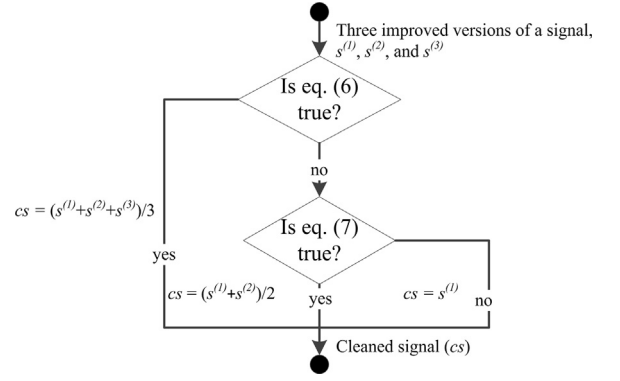 Three improved versions of a signal,
s⁽¹⁾, s⁽²⁾, and s⁽³⁾
Is eq. (6)
true?
no
cs = (s⁽¹⁾+s⁽²⁾+s⁽³⁾)/3
yes
Is eq. (7)
true?
cs = (s⁽¹⁾+s⁽²⁾)/2
yes
cs = s⁽¹⁾
no
Cleaned signal (cs)